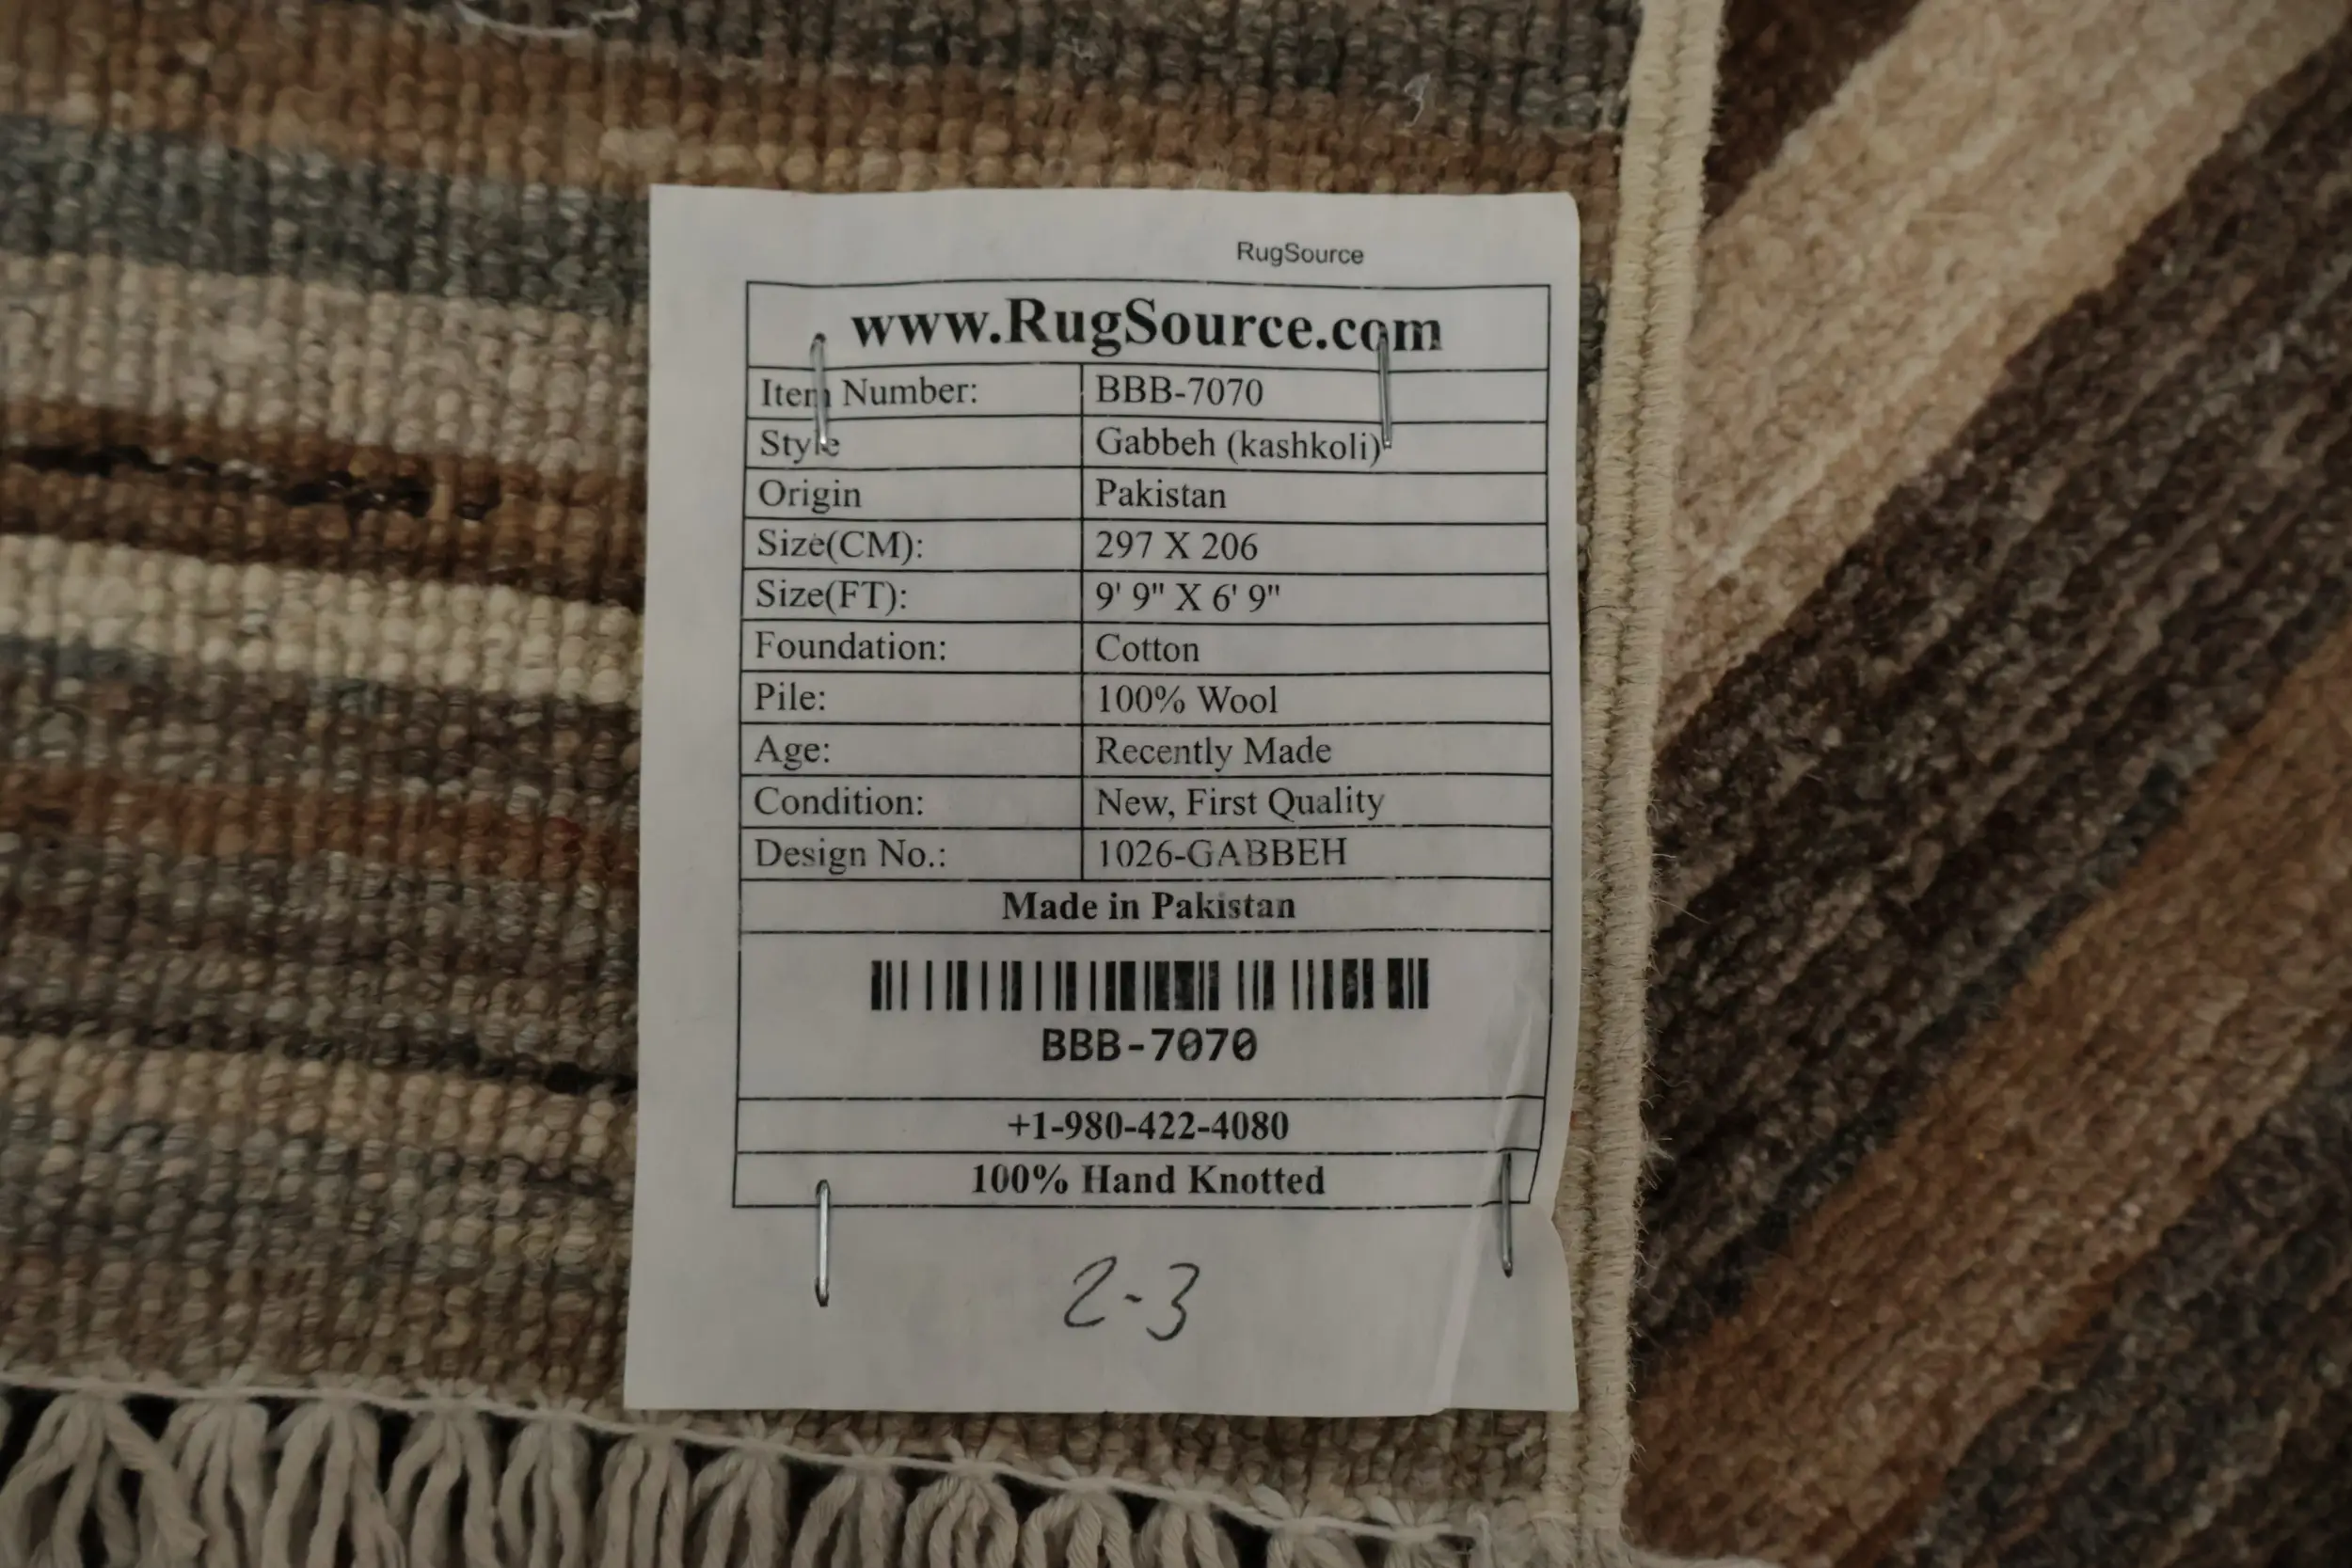 RugSource
www.RugSource.com
Item Number: BBB-7070
Style Gabbeh (kashkoli)
Origin Pakistan
Size(CM): 297 X 206
Size(FT): 9' 9" X 6' 9"
Foundation: Cotton
Pile: 100% Wool
Age: Recently Made
Condition: New, First Quality
Design No.: 1026-GABBEH
Made in Pakistan
BBB-7070
+1-980-422-4080
100% Hand Knotted
2-3